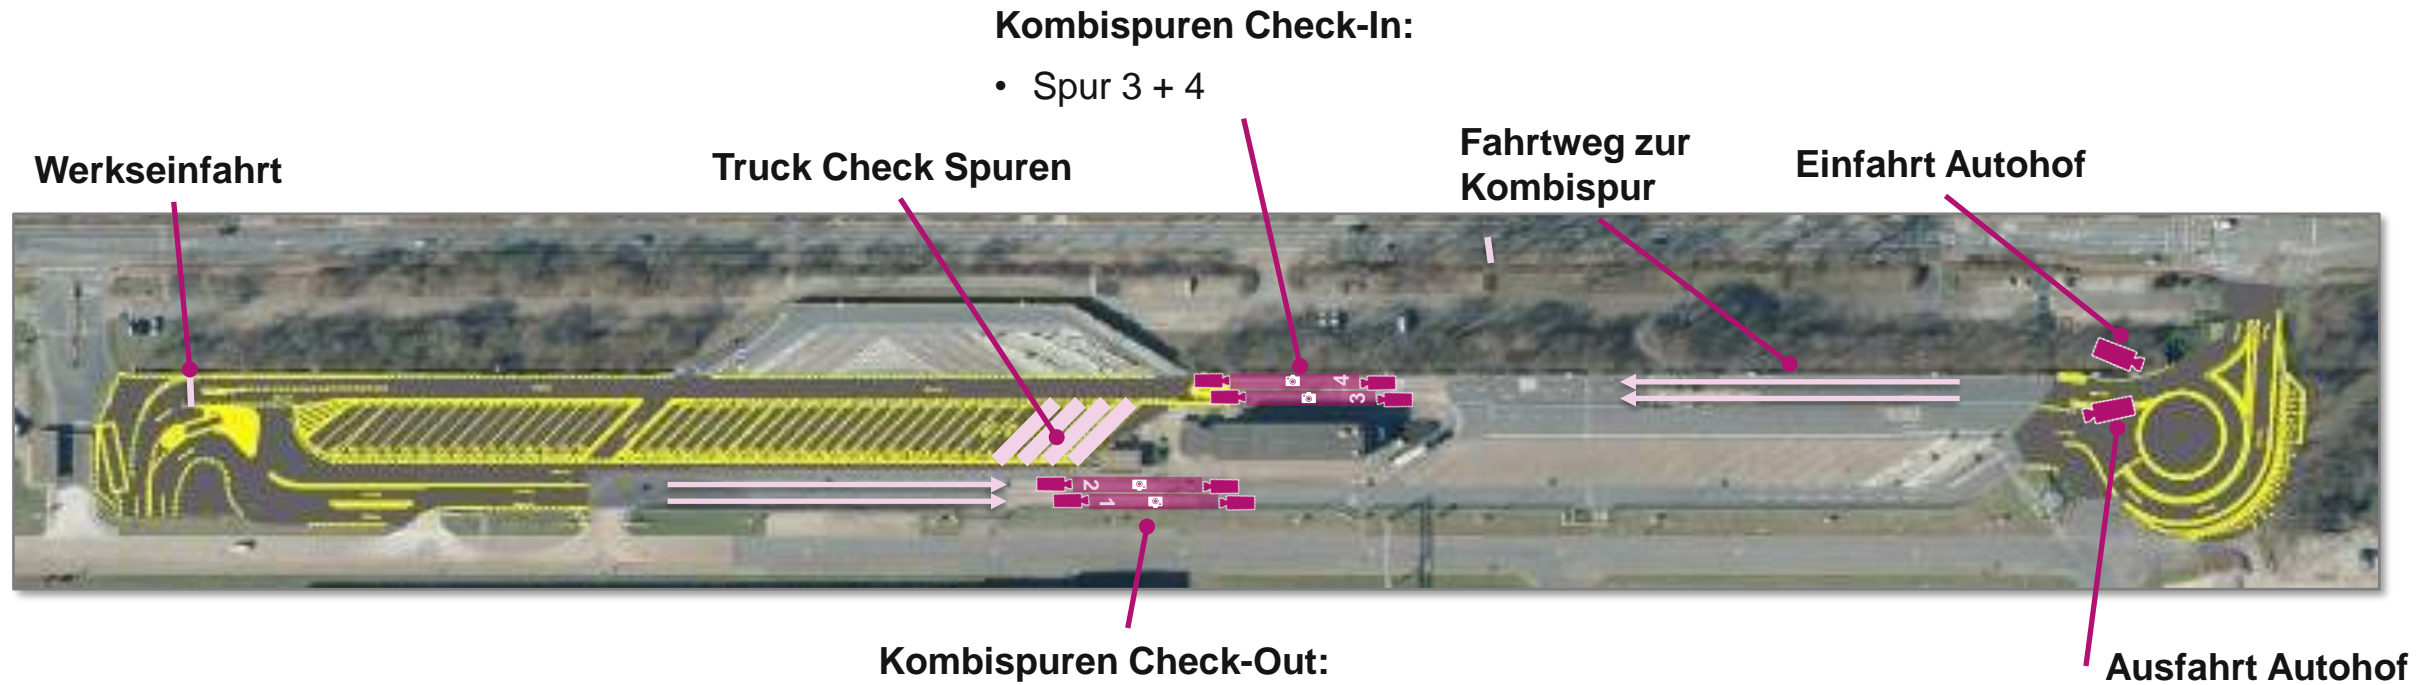 Kombispuren Check-In:
• Spur 3 + 4
Werkseinfahrt
Truck Check Spuren
Fahrtweg zur
Kombispur
Einfahrt Autohof
4
3
2
1
Kombispuren Check-Out:
Ausfahrt Autohof